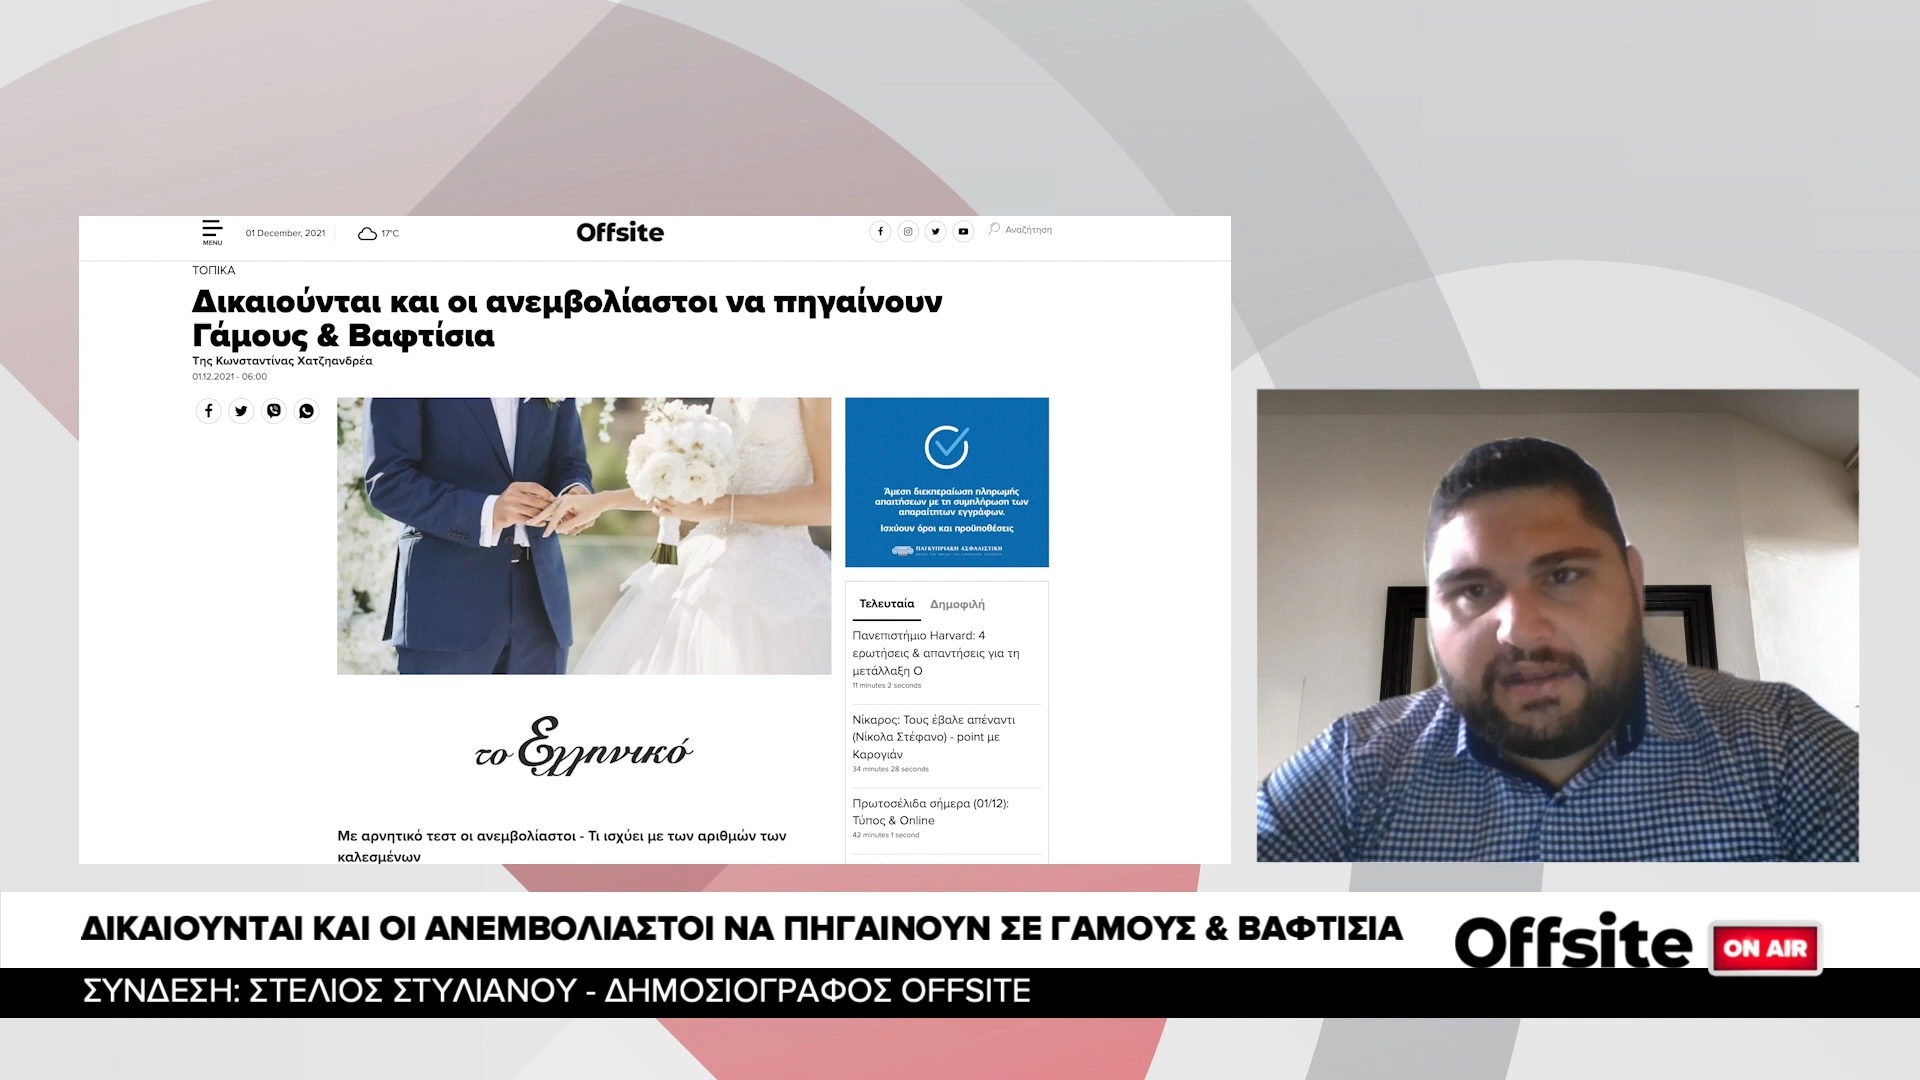 MENU
01 December, 2021
17°C
Offsite
Αναζήτηση
ΤΟΠΙΚΑ
Δικαιούνται και οι ανεμβολίαστοι να πηγαίνουν
Γάμους & Βαφτίσια
Της Κωνσταντίνας Χατζηανδρέα
01.12.2021 - 06:00
Άμεση διεκπεραίωση πληρωμής
απαιτήσεων με τη συμπλήρωση των
απαραίτητων εγγράφων.
Ισχύουν όροι και προϋποθέσεις
ΠΑΓΚΥΠΡΙΑΚΗ ΑΣΦΑΛΙΣΤΙΚΗ
Τελευταία Δημοφιλή
Πανεπιστήμιο Harvard: 4
ερωτήσεις & απαντήσεις για τη
μετάλλαξη Ο
11 minutes 2 seconds
Νίκαρος: Τους έβαλε απέναντι
(Νίκολα Στέφανο) - point με
Καρογιάν
34 minutes 28 seconds
Πρωτοσέλιδα σήμερα (01/12):
Τύπος & Online
42 minutes 1 second
το Ελληνικό
Με αρνητικό τεστ οι ανεμβολίαστοι - Τι ισχύει με των αριθμών των
καλεσμένων
ΔΙΚΑΙΟΥΝΤΑΙ ΚΑΙ ΟΙ ΑΝΕΜΒΟΛΙΑΣΤΟΙ ΝΑ ΠΗΓΑΙΝΟΥΝ ΣΕ ΓΑΜΟΥΣ & ΒΑΦΤΙΣΙΑ
Offsite
ON AIR
ΣΥΝΔΕΣΗ: ΣΤΕΛΙΟΣ ΣΤΥΛΙΑΝΟΥ - ΔΗΜΟΣΙΟΓΡΑΦΟΣ OFFSITE